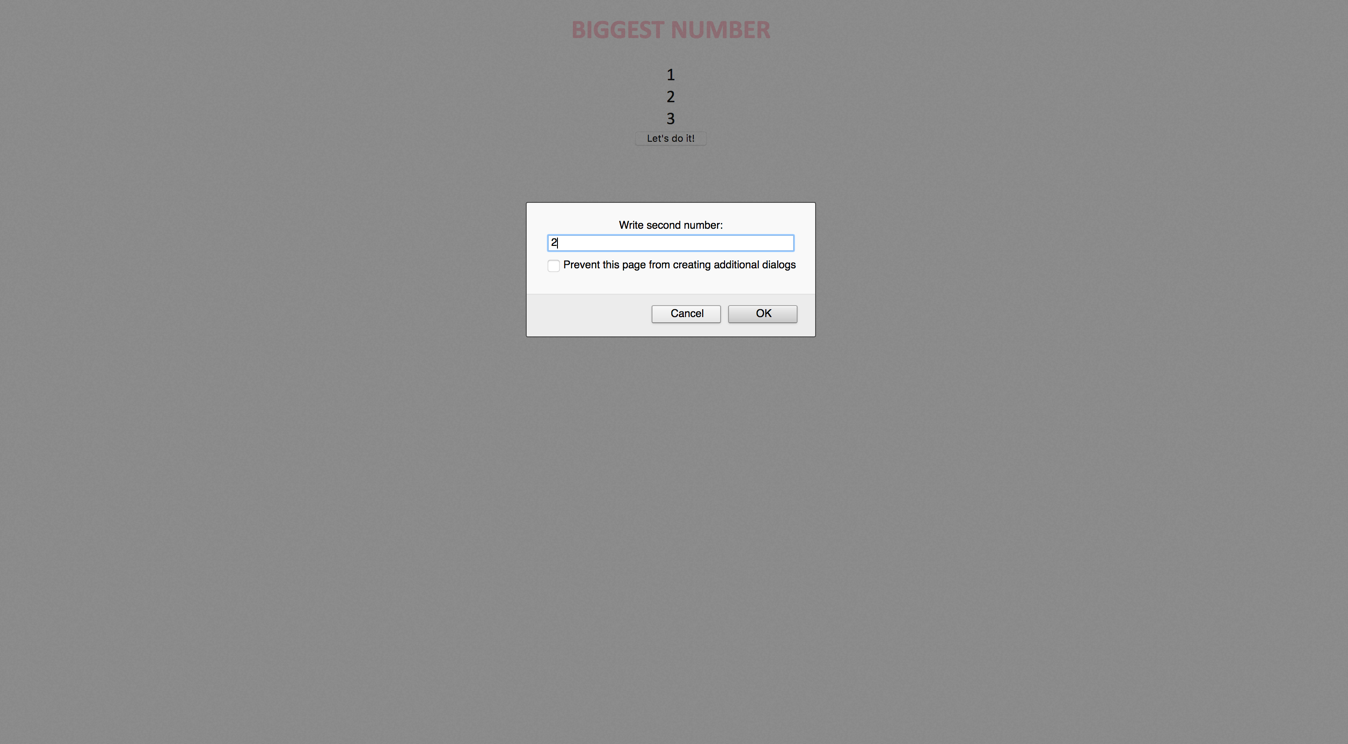 BIGGEST NUMBER
1
2
3
Let's do it!
Write second number:
2
Prevent this page from creating additional dialogs
Cancel OK